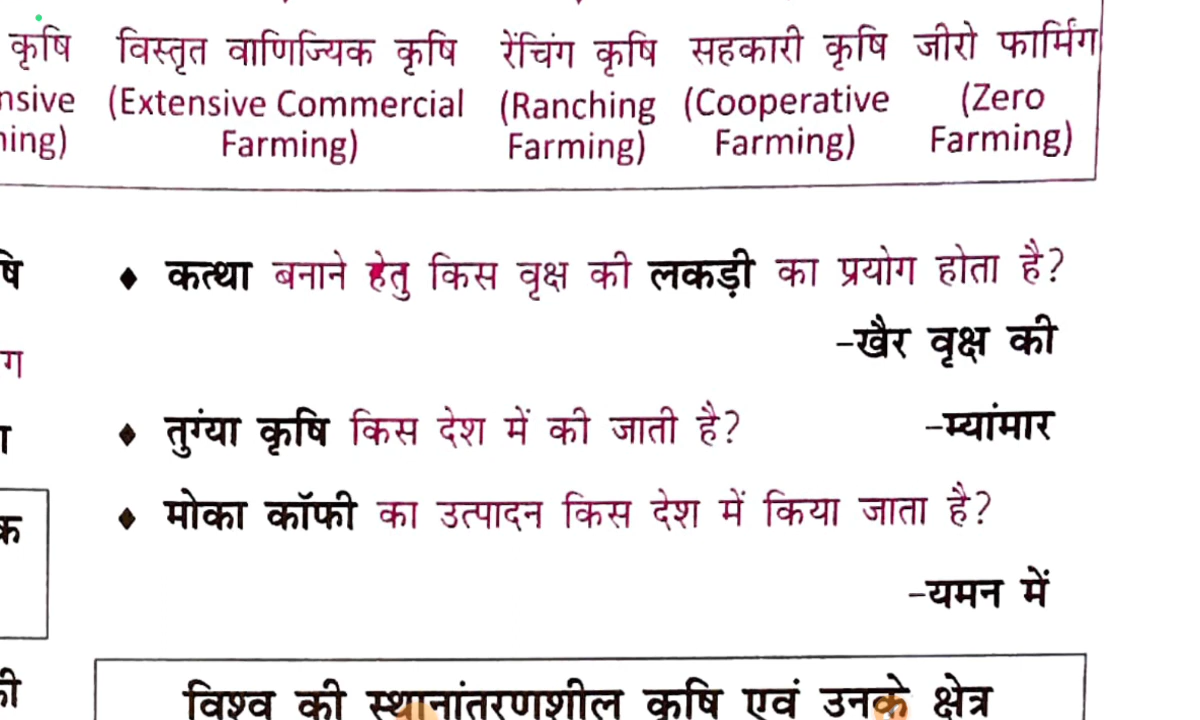 कृषि विस्तृत वाणिज्यिक कृषि रेंचिंग कृषि सहकारी कृषि जीरो फार्मिंग
(Extensive Commercial (Ranching (Cooperative (Zero
Farming) Farming) Farming) Farming)
♦ कत्था बनाने हेतु किस वृक्ष की लकड़ी का प्रयोग होता है?
-खैर वृक्ष की
♦ तुग्ंया कृषि किस देश में की जाती है? -म्यांमार
♦ मोका कॉफी का उत्पादन किस देश में किया जाता है?
-यमन में
विश्व की स्थानांतरणशील कृषि एवं उनके क्षेत्र